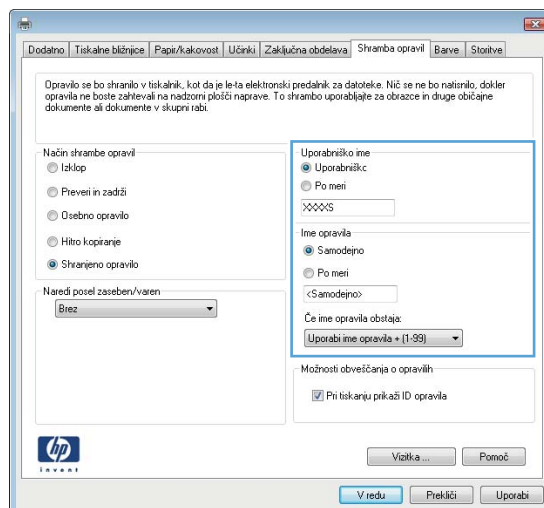 Dodatno Tiskalne bližnjice Papir/kakovost Učinki Zaključna obdelava Shramba opravil Barve Storitve
Opravilo se bo shranilo v tiskalnik, kot da je le-ta elektronski predalnik za datoteke. Nič se ne bo natisnilo, dokler
opravila ne boste zahtevali na nadzorni plošči naprave. To shrambo uporabljajte za obrazce in druge običajne
dokumente ali dokumente v skupni rabi.
Način shrambe opravil
Izklop
Preveri in zadrži
Osebno opravilo
Hitro kopiranje
Shranjeno opravilo
Naredi posel zaseben/varen
Brez
Uporabniško ime
Uporabniškc
Po meri
XXXXS
Ime opravila
Samodejno
Po meri
<Samodejno>
Če ime opravila obstaja:
Uporabi ime opravila + (1-99)
Možnosti obveščanja o opravilih
Pri tiskanju prikaži ID opravila
hp
invent
Vizitka ... Pomoč
V redu Prekliči Uporabi